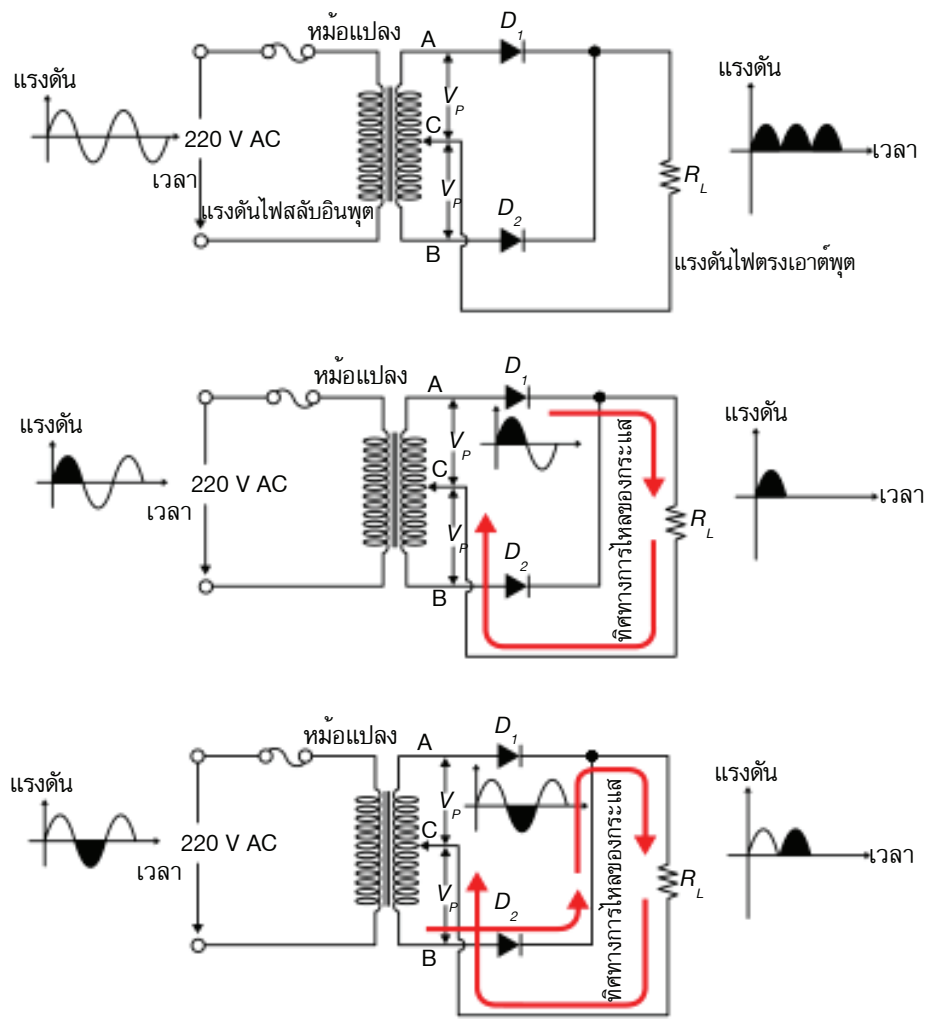 หม้อแปลง
A
D1
แรงดัน
VP
C
220 V AC
เวลา
แรงดันไฟสลับอินพุต
VP
D2
B
RL
แรงดัน
เวลา
แรงดันไฟตรงเอาต์พุต
หม้อแปลง
A
D1
แรงดัน
VP
C
220 V AC
เวลา
VP
D2
B
ทิศทางการไหลของกระแส
RL
แรงดัน
เวลา
หม้อแปลง
A
D1
แรงดัน
VP
C
220 V AC
เวลา
VP
D2
B
ทิศทางการไหลของกระแส
RL
แรงดัน
เวลา